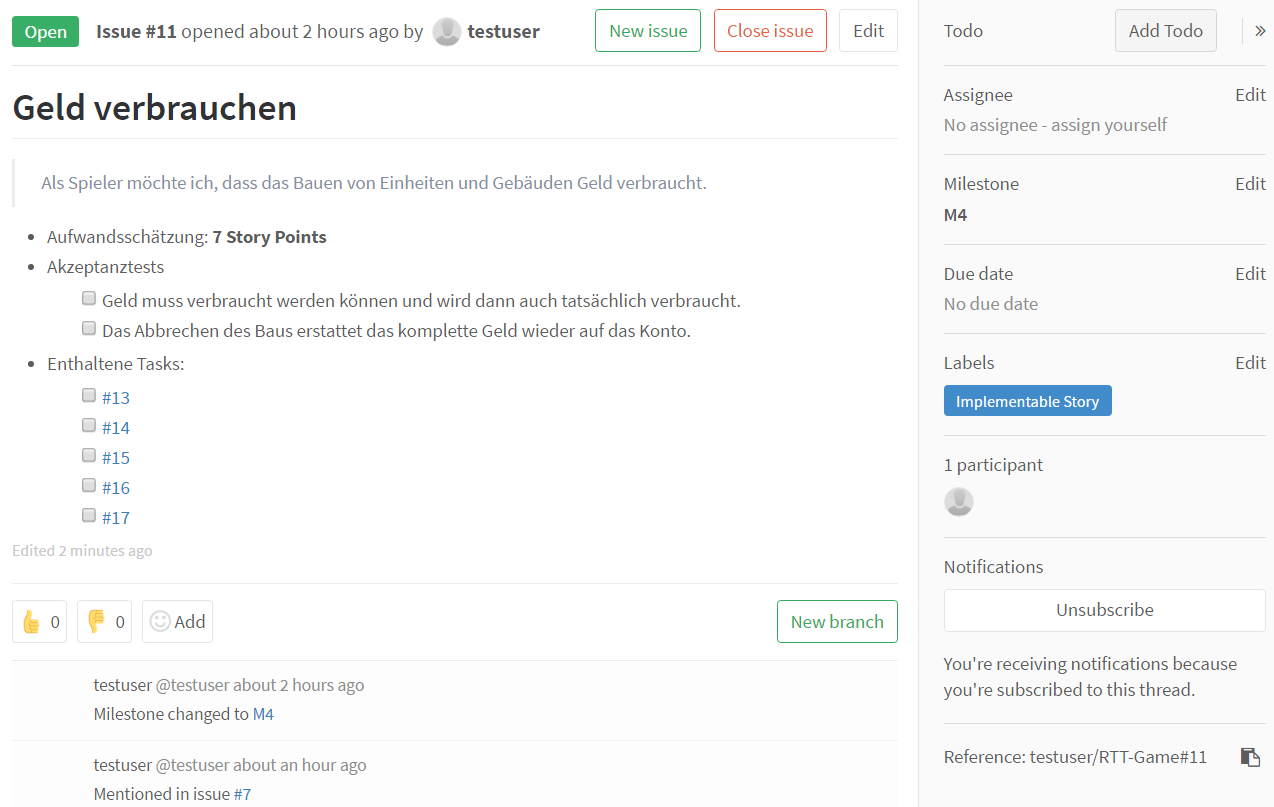 Open Issue #11 opened about 2 hours ago by testuser New issue Close issue Edit
Geld verbrauchen
Als Spieler möchte ich, dass das Bauen von Einheiten und Gebäuden Geld verbraucht.
• Aufwandsschätzung: 7 Story Points
• Akzeptanztests
Geld muss verbraucht werden können und wird dann auch tatsächlich verbraucht.
Das Abbrechen des Baus erstattet das komplette Geld wieder auf das Konto.
• Enthaltene Tasks:
#13
#14
#15
#16
#17
Edited 2 minutes ago
0 0 Add New branch
testuser @testuser about 2 hours ago
Milestone changed to M4
testuser @testuser about an hour ago
Mentioned in issue #7
Todo Add Todo »
Assignee Edit
No assignee - assign yourself
Milestone Edit
M4
Due date Edit
No due date
Labels Edit
Implementable Story
1 participant
Notifications
Unsubscribe
You're receiving notifications because
you're subscribed to this thread.
Reference: testuser/RTT-Game#11